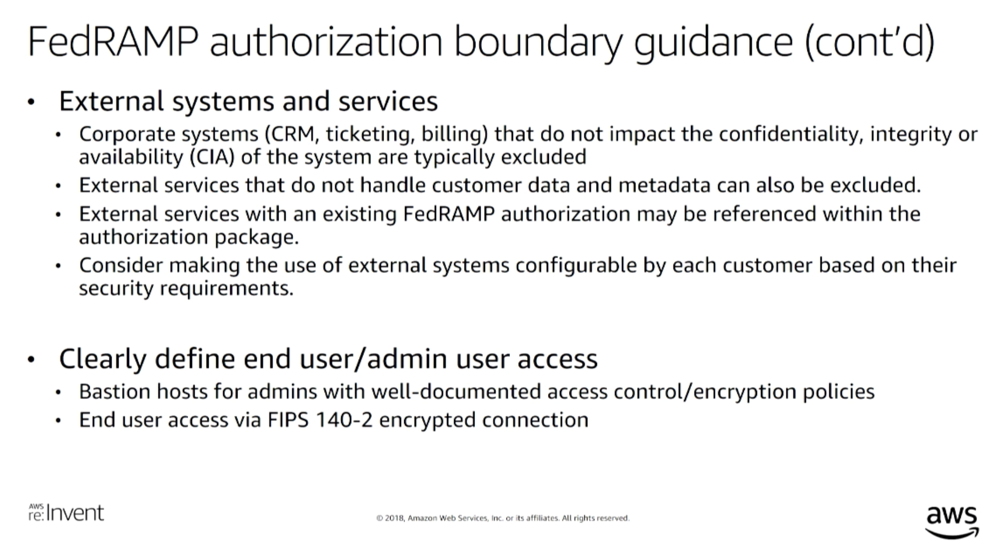 FedRAMP authorization boundary guidance (cont'd)
• External systems and services
• Corporate systems (CRM, ticketing, billing) that do not impact the confidentiality, integrity or
availability (CIA) of the system are typically excluded
• External services that do not handle customer data and metadata can also be excluded.
• External services with an existing FedRAMP authorization may be referenced within the
authorization package.
• Consider making the use of external systems configurable by each customer based on their
security requirements.
• Clearly define end user/admin user access
• Bastion hosts for admins with well-documented access control/encryption policies
• End user access via FIPS 140-2 encrypted connection
AWS
re:Invent
© 2018, Amazon Web Services, Inc. or its affiliates. All rights reserved.
aws